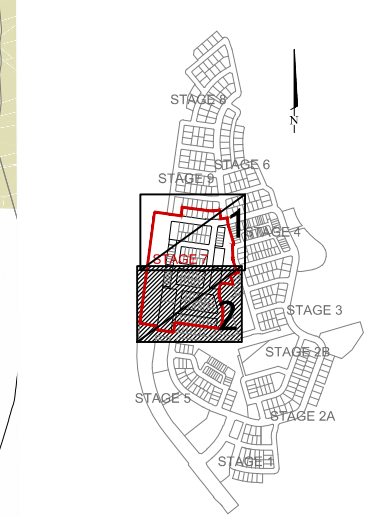 STAGE 8
N
STAGE 6
STAGE 9
1
STAGE 4
STAGE 7
2
STAGE 3
STAGE 2B
STAGE 5
STAGE 2A
STAGE 1